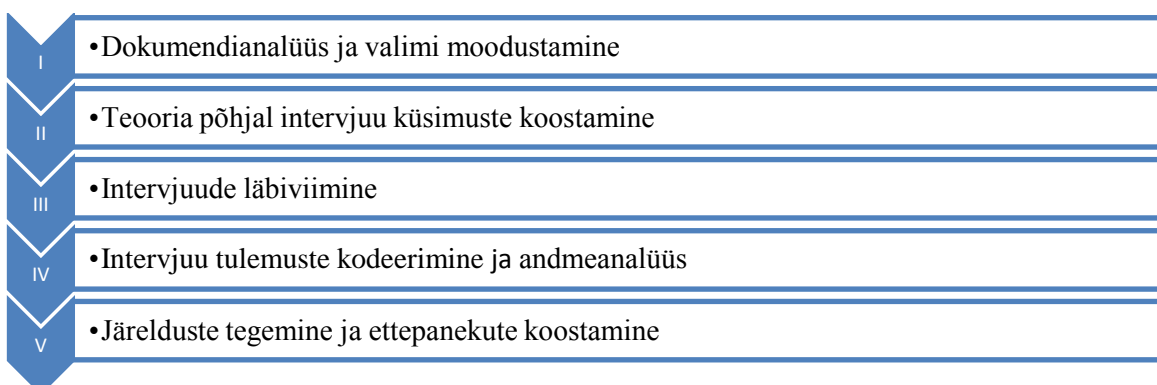 I
•Dokumendianalüüs ja valimi moodustamine
II
•Teooria põhjal intervjuu küsimuste koostamine
III
•Intervjuude läbiviimine
IV
•Intervjuu tulemuste kodeerimine ja andmeanalüüs
V
•Järelduste tegemine ja ettepanekute koostamine